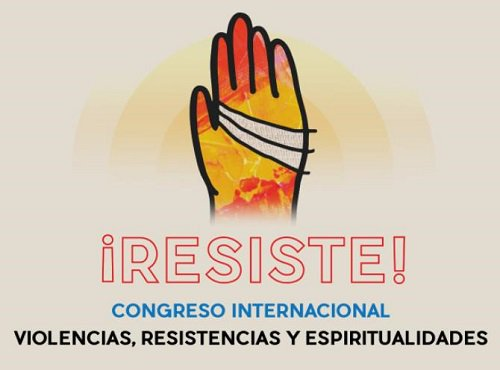 ¡RESISTE!
CONGRESO INTERNACIONAL
VIOLENCIAS, RESISTENCIAS Y ESPIRITUALIDADES